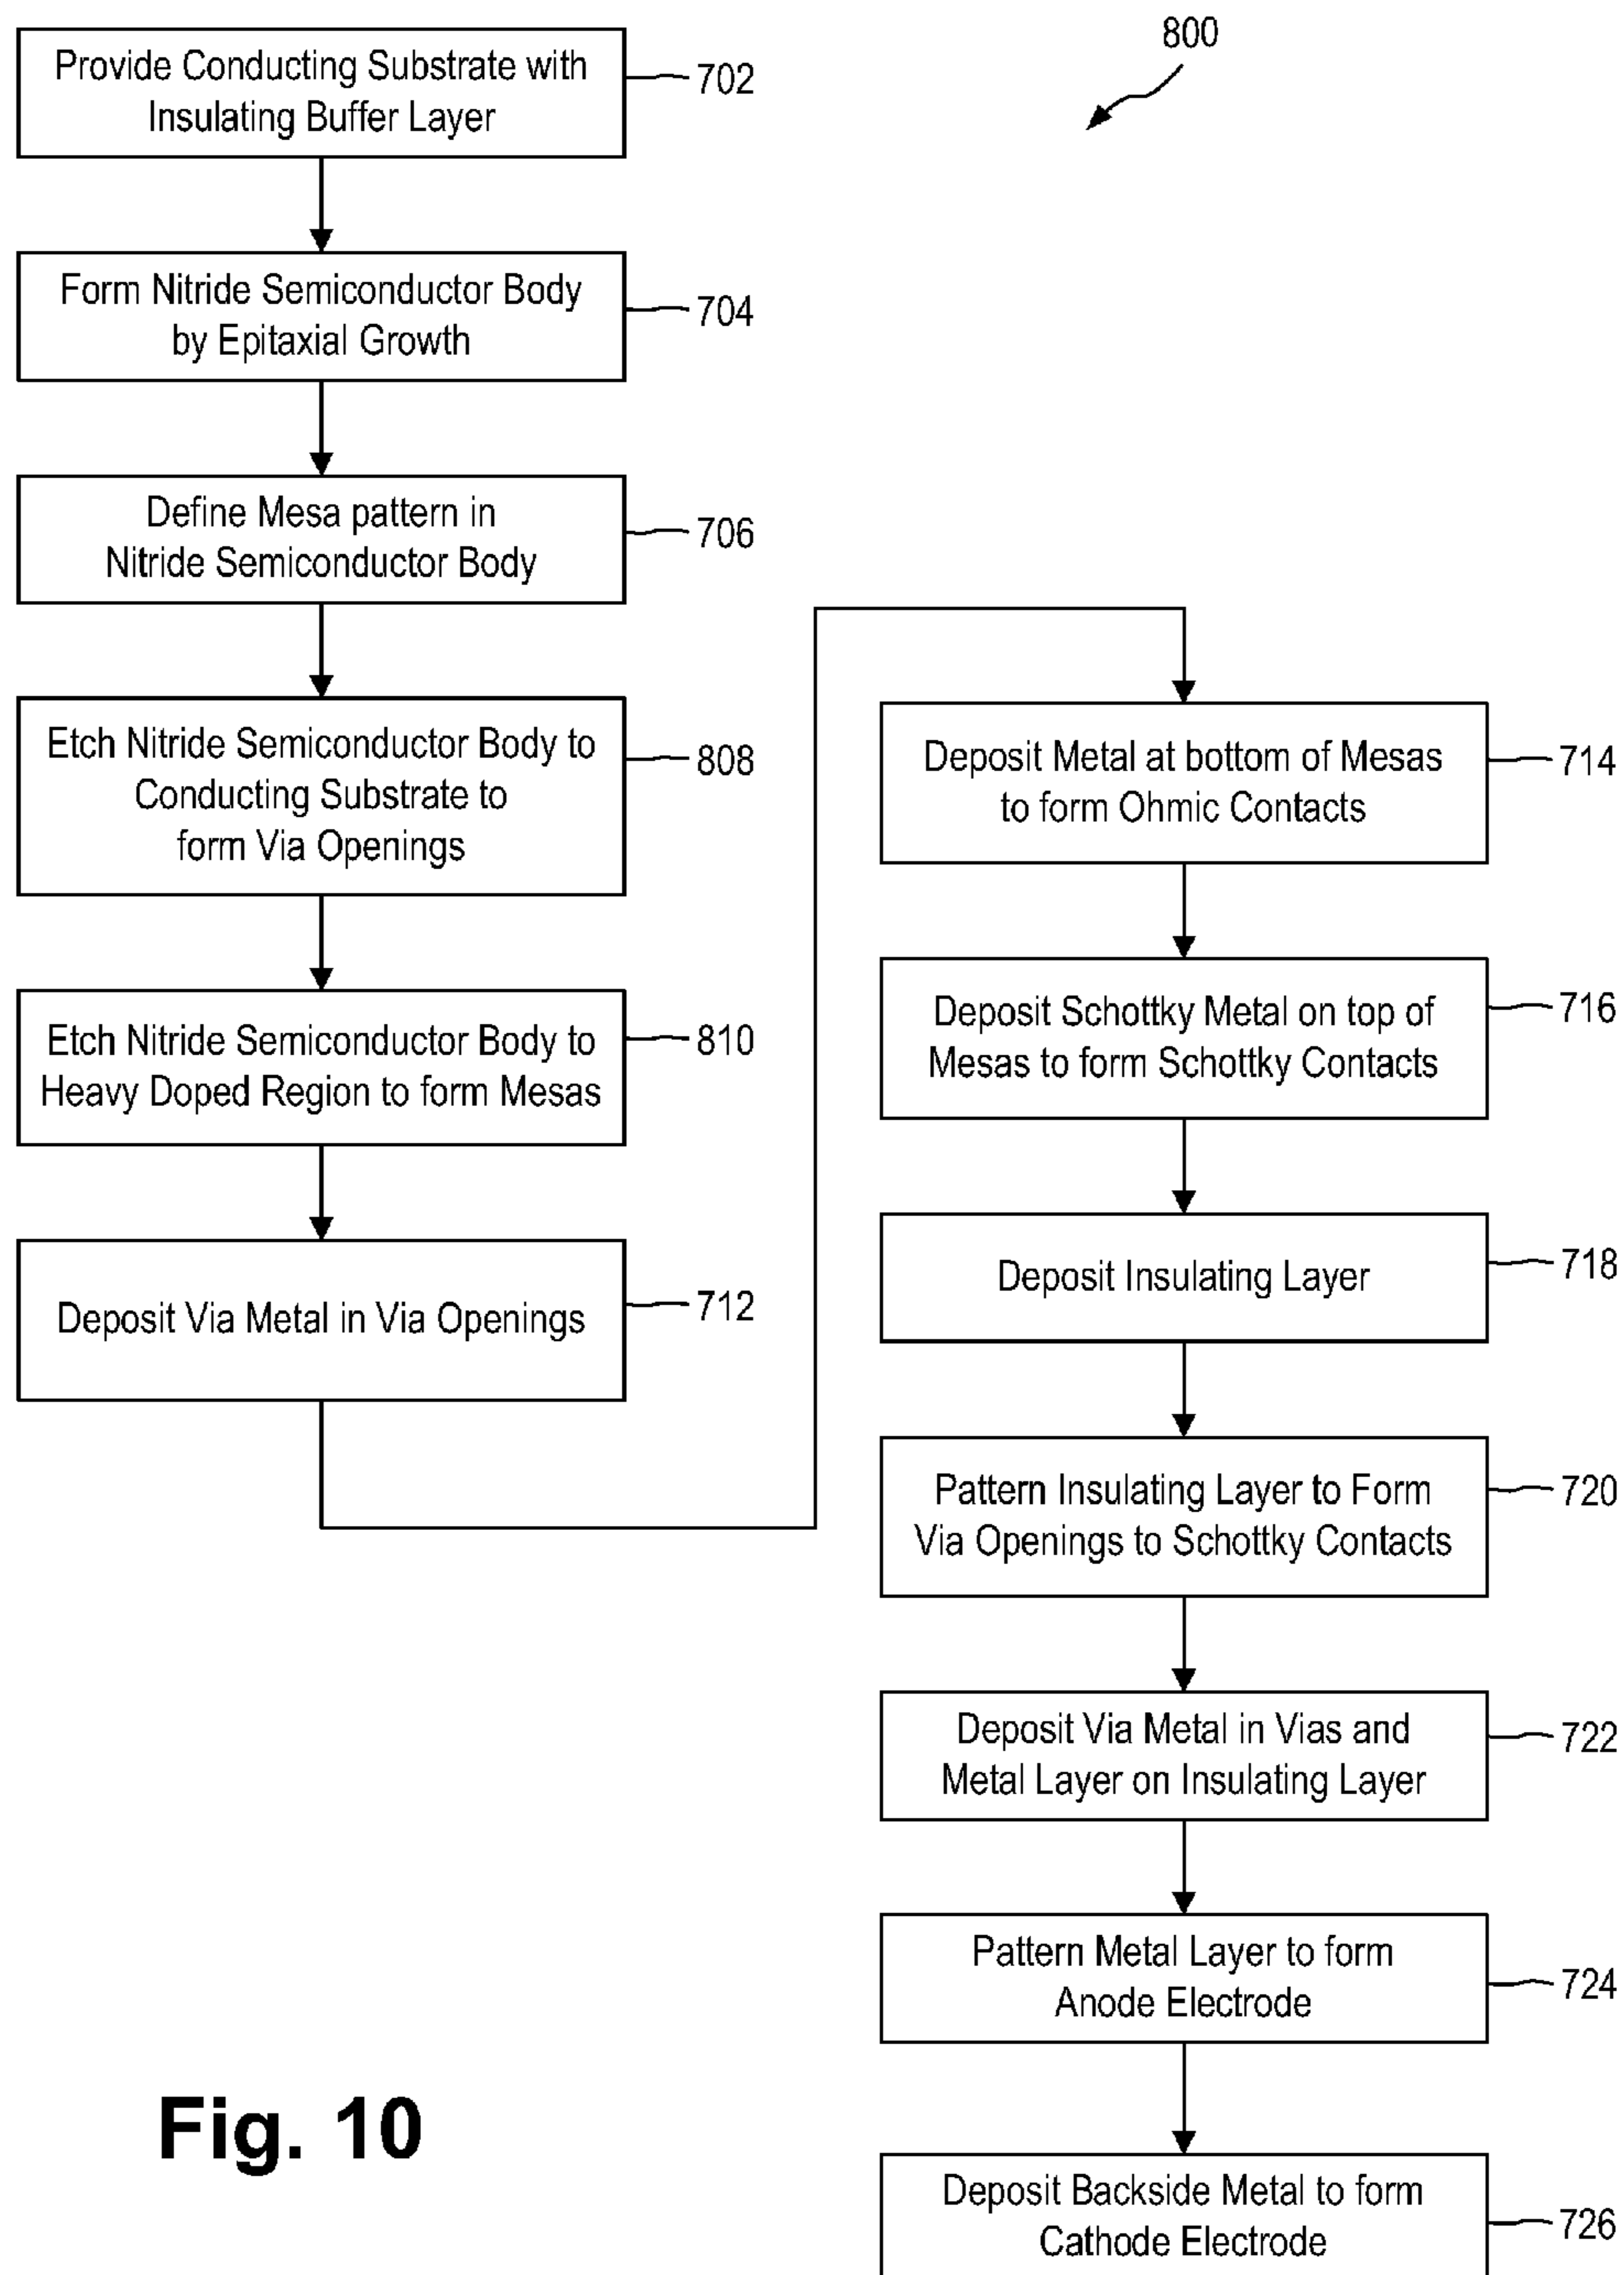 800
Provide Conducting Substrate with
Insulating Buffer Layer
702
Form Nitride Semiconductor Body
by Epitaxial Growth
704
Define Mesa pattern in
Nitride Semiconductor Body
706
Etch Nitride Semiconductor Body to
Conducting Substrate to
form Via Openings
808
Etch Nitride Semiconductor Body to
Heavy Doped Region to form Mesas
810
Deposit Via Metal in Via Openings
712
Deposit Metal at bottom of Mesas
to form Ohmic Contacts
714
Deposit Schottky Metal on top of
Mesas to form Schottky Contacts
716
Deposit Insulating Layer
718
Pattern Insulating Layer to Form
Via Openings to Schottky Contacts
720
Deposit Via Metal in Vias and
Metal Layer on Insulating Layer
722
Pattern Metal Layer to form
Anode Electrode
724
Deposit Backside Metal to form
Cathode Electrode
726
Fig. 10